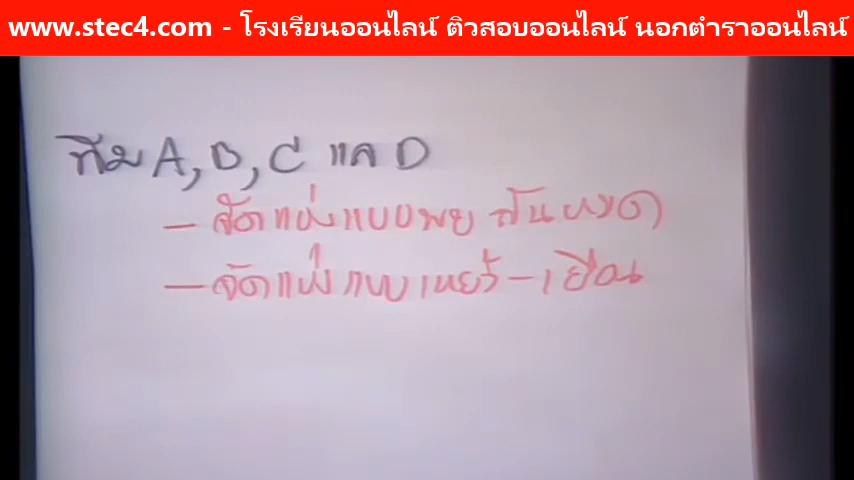 www.stec4.com - โรงเรียนออนไลน์ ติวสอบออนไลน์ นอกตำราออนไลน์
ทีม A, B, C และ D
- จัดแข่งแบบพบกันหมด
- จัดแข่งแบบเหย้า - เยือน